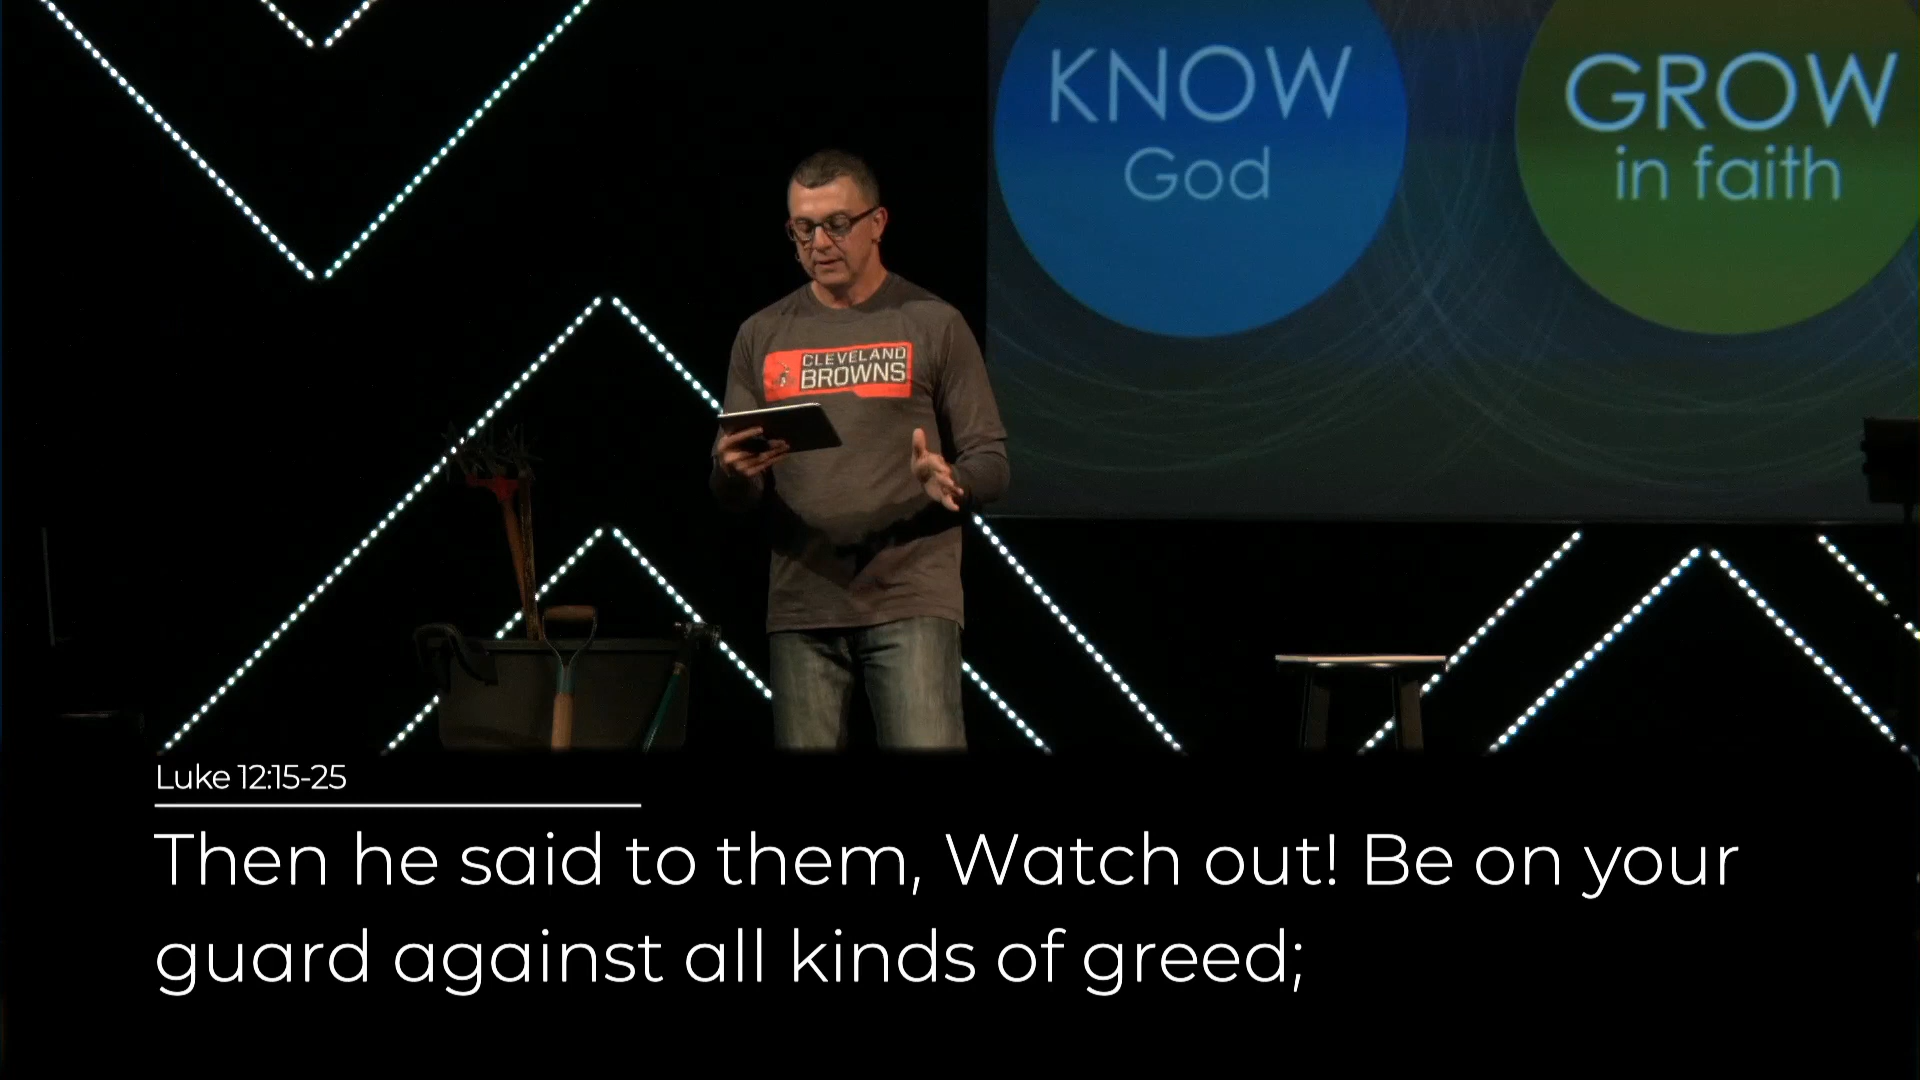 KNOW
God
GROW
in faith
CLEVELAND
BROWNS
Luke 12:15-25
Then he said to them, Watch out! Be on your
guard against all kinds of greed;